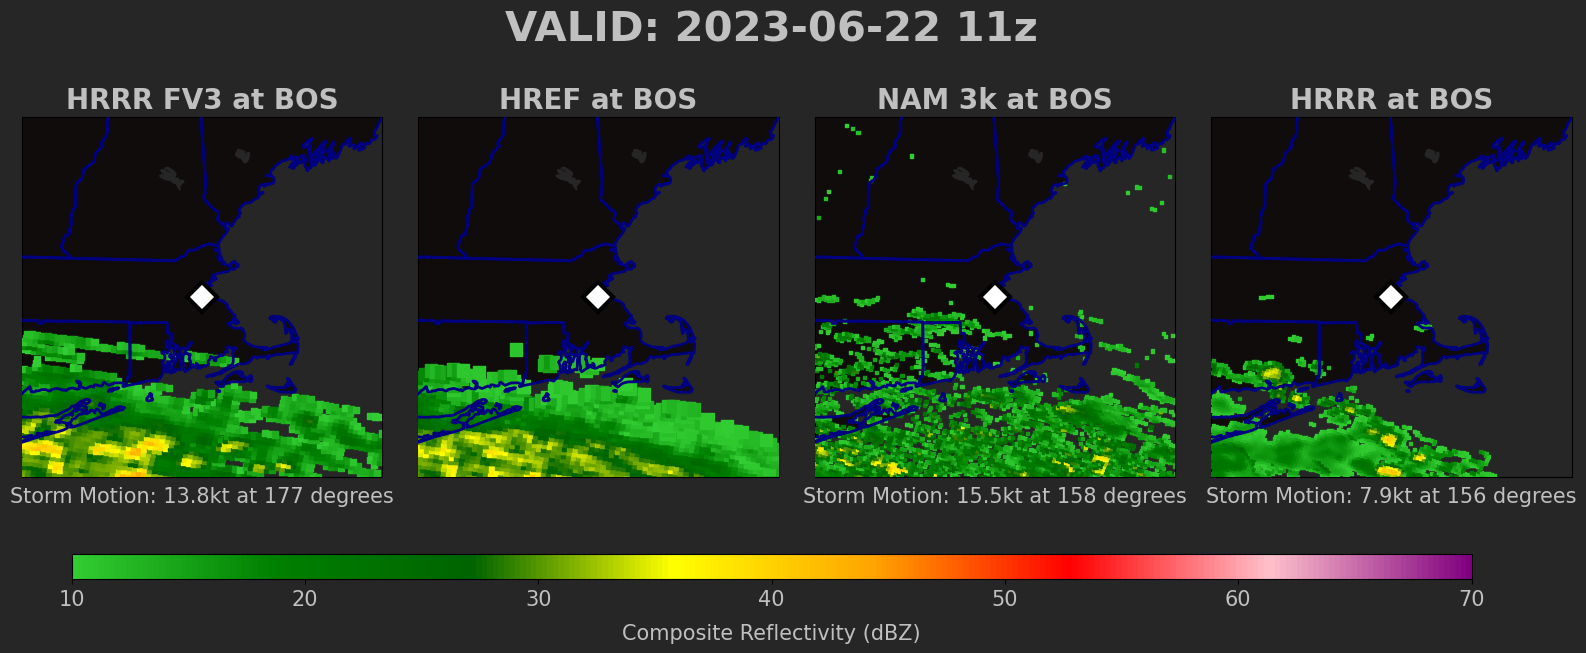 VALID: 2023-06-22 11z
HRRR FV3 at BOS
HREF at BOS
NAM 3k at BOS
HRRR at BOS
Storm Motion: 13.8kt at 177 degrees
Storm Motion: 15.5kt at 158 degrees
Storm Motion: 7.9kt at 156 degrees
10 20 30 40 50 60 70
Composite Reflectivity (dBZ)